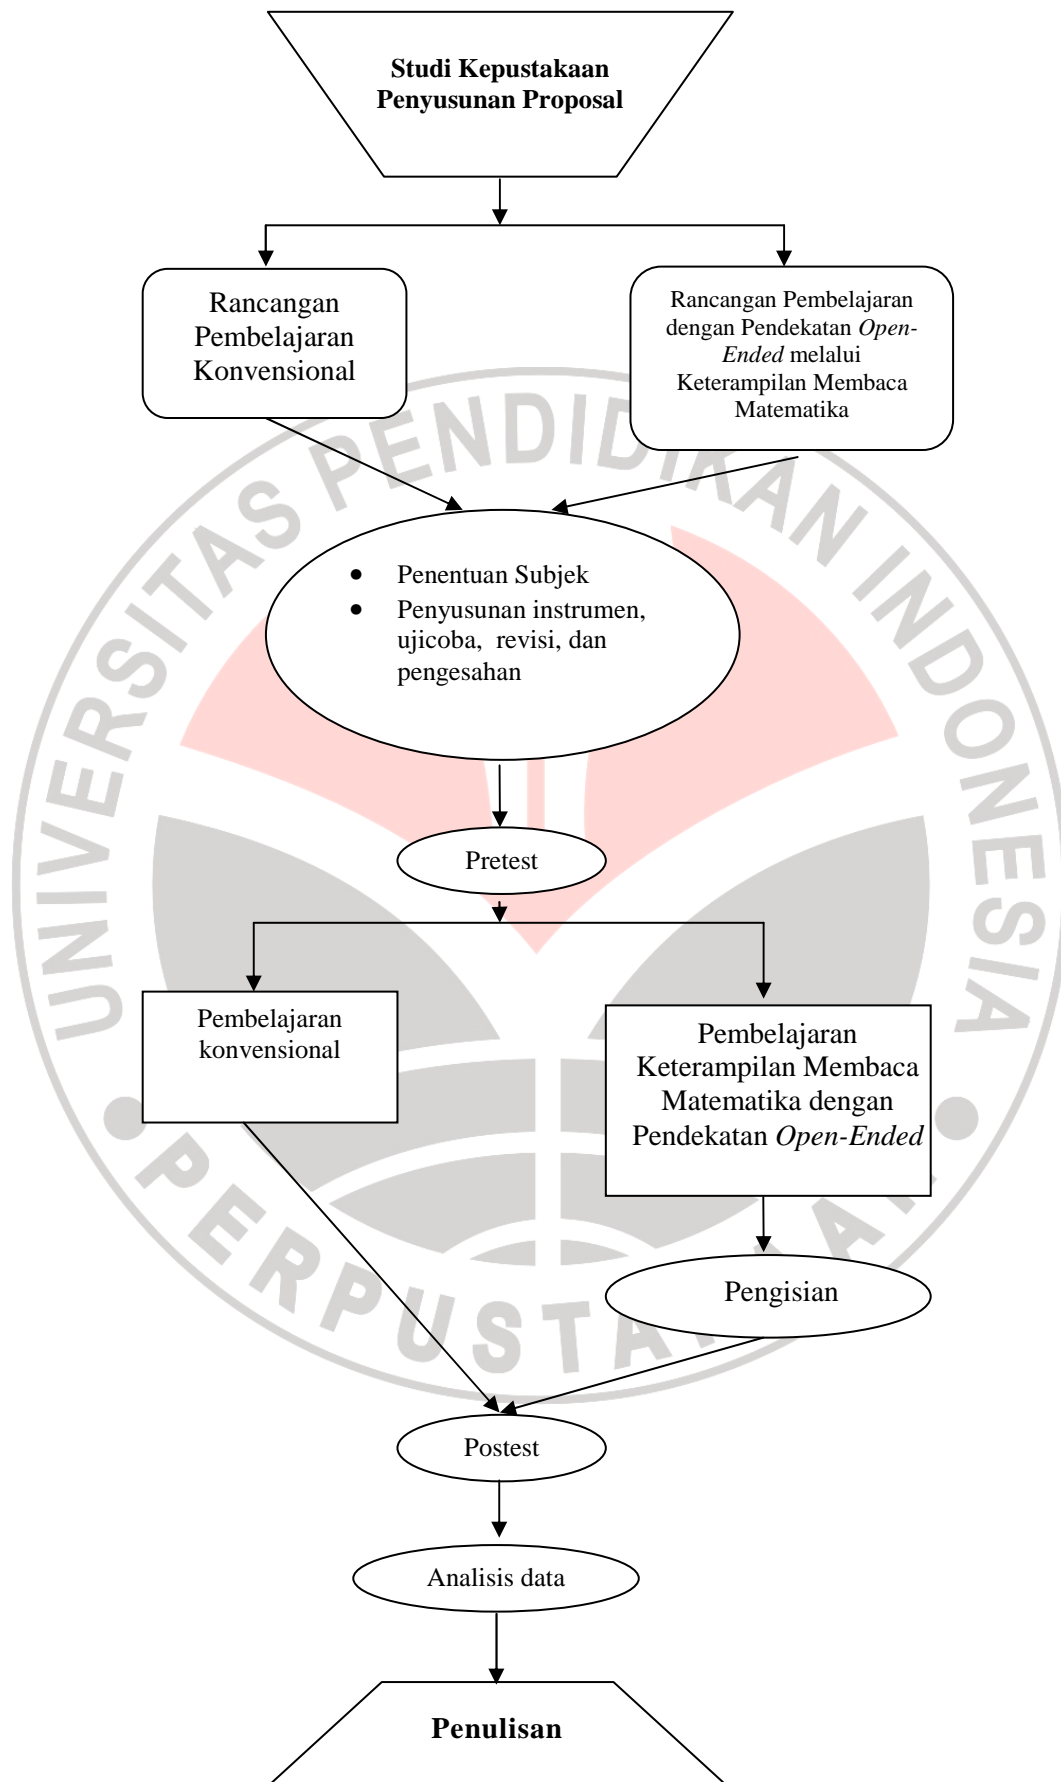 Studi Kepustakaan
Penyusunan Proposal
Rancangan
Pembelajaran
Konvensional
Rancangan Pembelajaran
dengan Pendekatan Open-
Ended melalui
Keterampilan Membaca
Matematika
• Penentuan Subjek
• Penyusunan instrumen,
ujicoba, revisi, dan
pengesahan
Pretest
Pembelajaran
konvensional
Pembelajaran
Keterampilan Membaca
Matematika dengan
Pendekatan Open-Ended
Pengisian
Postest
Analisis data
Penulisan
UNIVERSITAS PENDIDIKAN INDONESIA